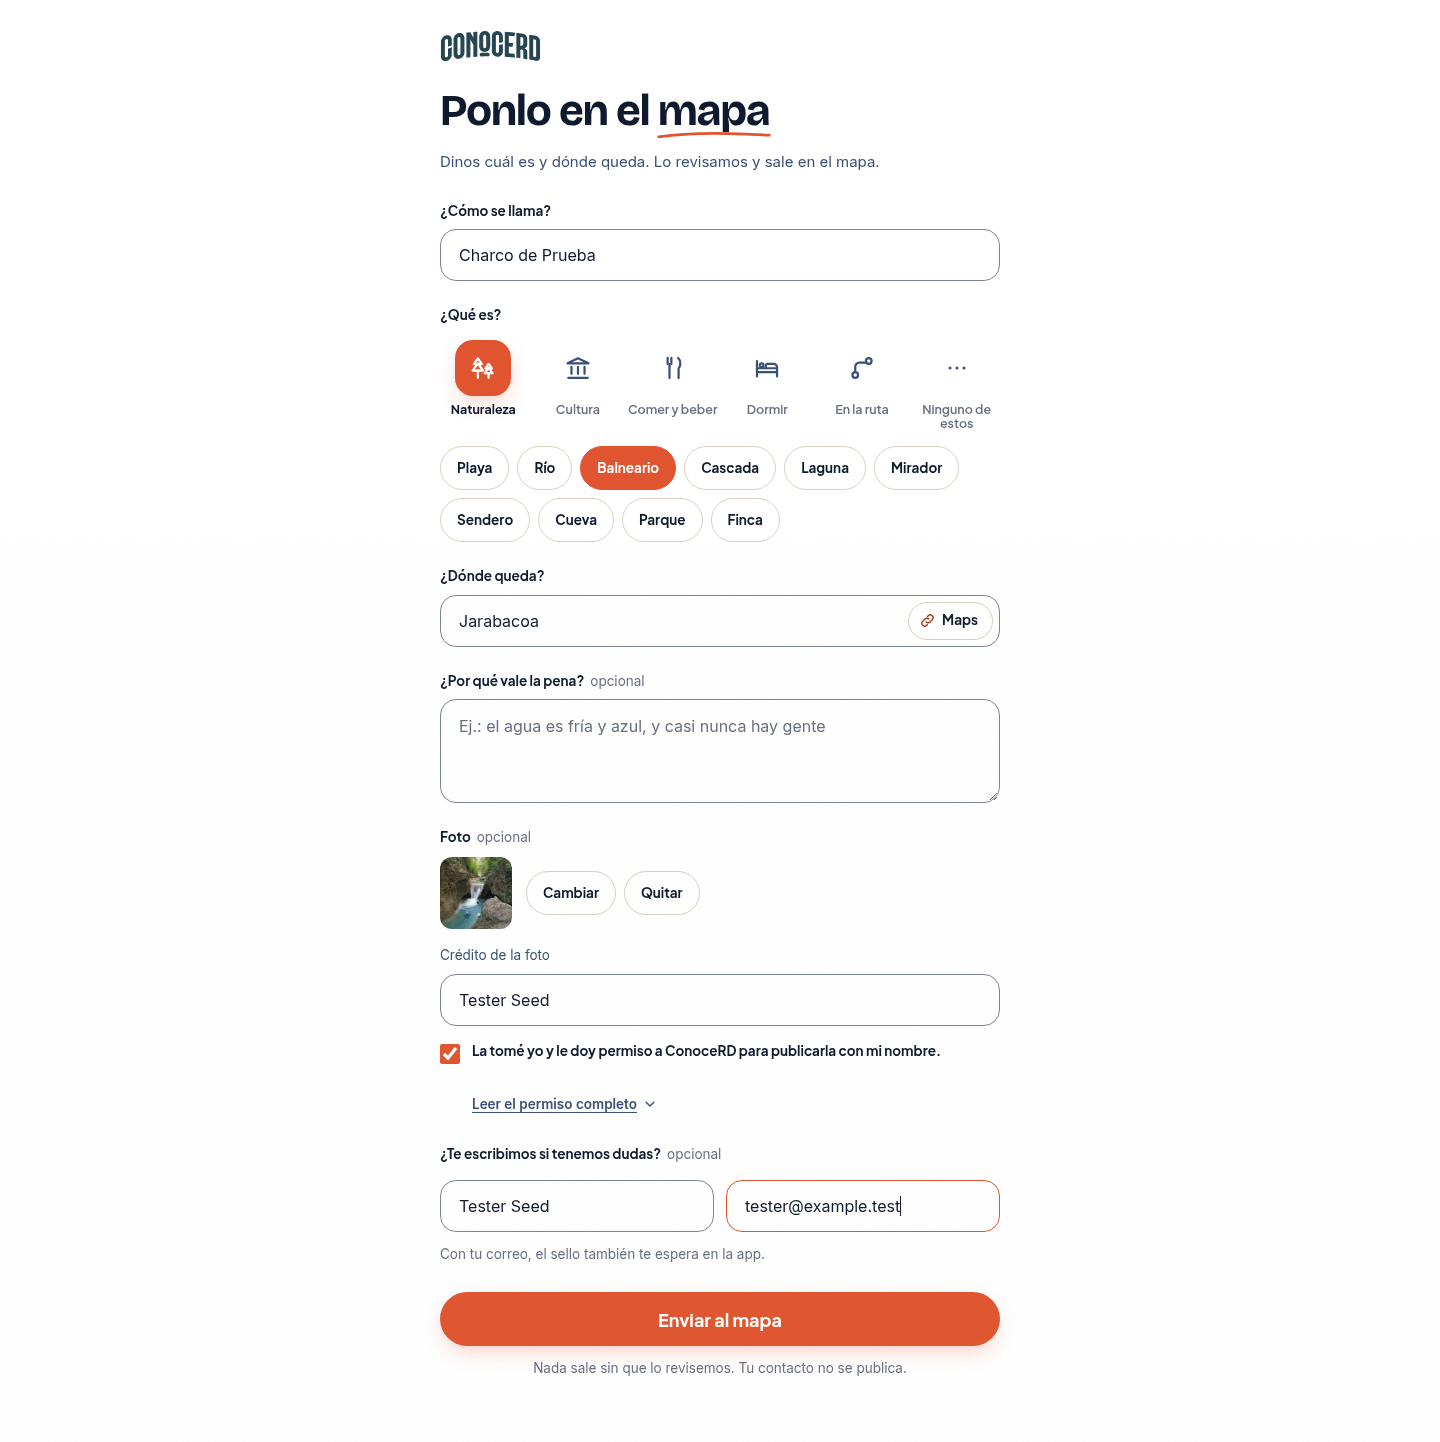 CONOCERD
Ponlo en el mapa
Dinos cuál es y dónde queda. Lo revisamos y sale en el mapa.
¿Cómo se llama?
Charco de Prueba
¿Qué es?
Naturaleza
Cultura
Comer y beber
Dormir
En la ruta
Ninguno de
estos
Playa
Río
Balneario
Cascada
Laguna
Mirador
Sendero
Cueva
Parque
Finca
¿Dónde queda?
Jarabacoa
Maps
¿Por qué vale la pena? opcional
Ej.: el agua es fría y azul, y casi nunca hay gente
Foto opcional
Cambiar
Quitar
Crédito de la foto
Tester Seed
La tomé yo y le doy permiso a ConoceRD para publicarla con mi nombre.
Leer el permiso completo
¿Te escribimos si tenemos dudas? opcional
Tester Seed
tester@example.test
Con tu correo, el sello también te espera en la app.
Enviar al mapa
Nada sale sin que lo revisemos. Tu contacto no se publica.